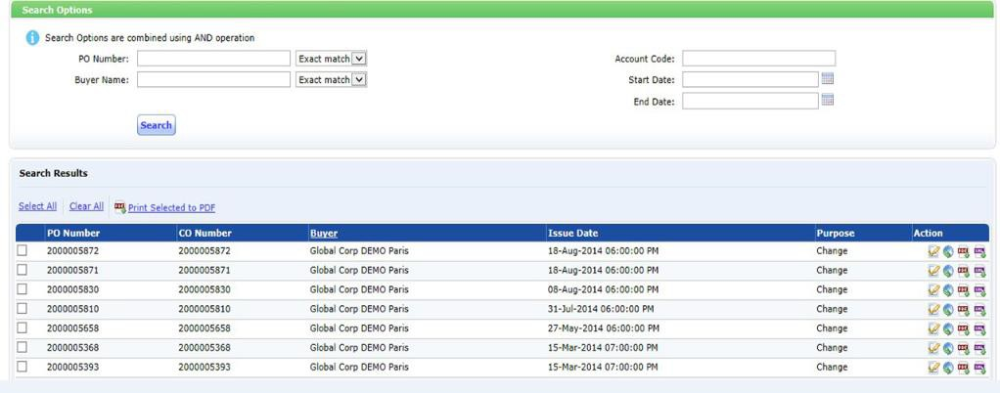 Search Options
Search Options are combined using AND operation
PO Number: Exact match Account Code:
Buyer Name: Exact match Start Date:
End Date:
Search
Search Results
Select All Clear All Print Selected to PDF
PO Number CO Number Buyer Issue Date Purpose Action
2000005872 2000005872 Global Corp DEMO Paris 18-Aug-2014 06:00:00 PM Change
2000005871 2000005871 Global Corp DEMO Paris 18-Aug-2014 06:00:00 PM Change
2000005830 2000005830 Global Corp DEMO Paris 08-Aug-2014 06:00:00 PM Change
2000005810 2000005810 Global Corp DEMO Paris 31-Jul-2014 06:00:00 PM Change
2000005658 2000005658 Global Corp DEMO Paris 27-May-2014 06:00:00 PM Change
2000005368 2000005368 Global Corp DEMO Paris 15-Mar-2014 07:00:00 PM Change
2000005393 2000005393 Global Corp DEMO Paris 15-Mar-2014 07:00:00 PM Change